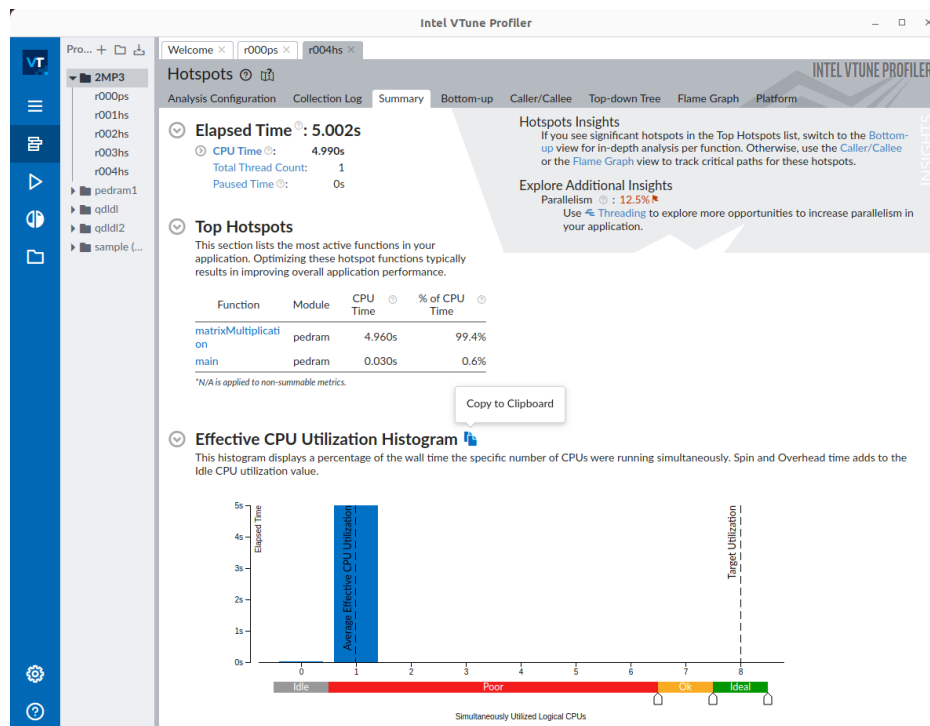 Intel VTune Profiler
VT
Pro...
2MP3
r000ps
r001hs
r002hs
r003hs
r004hs
pedram1
qdldl
qdldl2
sample (...
Welcome
r000ps
r004hs
Hotspots
INTEL VTUNE PROFILER
Analysis Configuration
Collection Log
Summary
Bottom-up
Caller/Callee
Top-down Tree
Flame Graph
Platform
Elapsed Time : 5.002s
CPU Time : 4.990s
Total Thread Count: 1
Paused Time : 0s
Hotspots Insights
If you see significant hotspots in the Top Hotspots list, switch to the Bottom-
up view for in-depth analysis per function. Otherwise, use the Caller/Callee
or the Flame Graph view to track critical paths for these hotspots.
Explore Additional Insights
Parallelism : 12.5%
Use Threading to explore more opportunities to increase parallelism in
your application.
INSIGHTS
Top Hotspots
This section lists the most active functions in your
application. Optimizing these hotspot functions typically
results in improving overall application performance.
Function Module CPU Time % of CPU Time
matrixMultiplicati
on pedram 4.960s 99.4%
main pedram 0.030s 0.6%
*N/A is applied to non-summable metrics.
Copy to Clipboard
Effective CPU Utilization Histogram
This histogram displays a percentage of the wall time the specific number of CPUs were running simultaneously. Spin and Overhead time adds to the
Idle CPU utilization value.
Elapsed Time
5s
4s
3s
2s
1s
0s
Average Effective CPU Utilization
Target Utilization
0 1 2 3 4 5 6 7 8
Idle Poor Ok Ideal
Simultaneously Utilized Logical CPUs